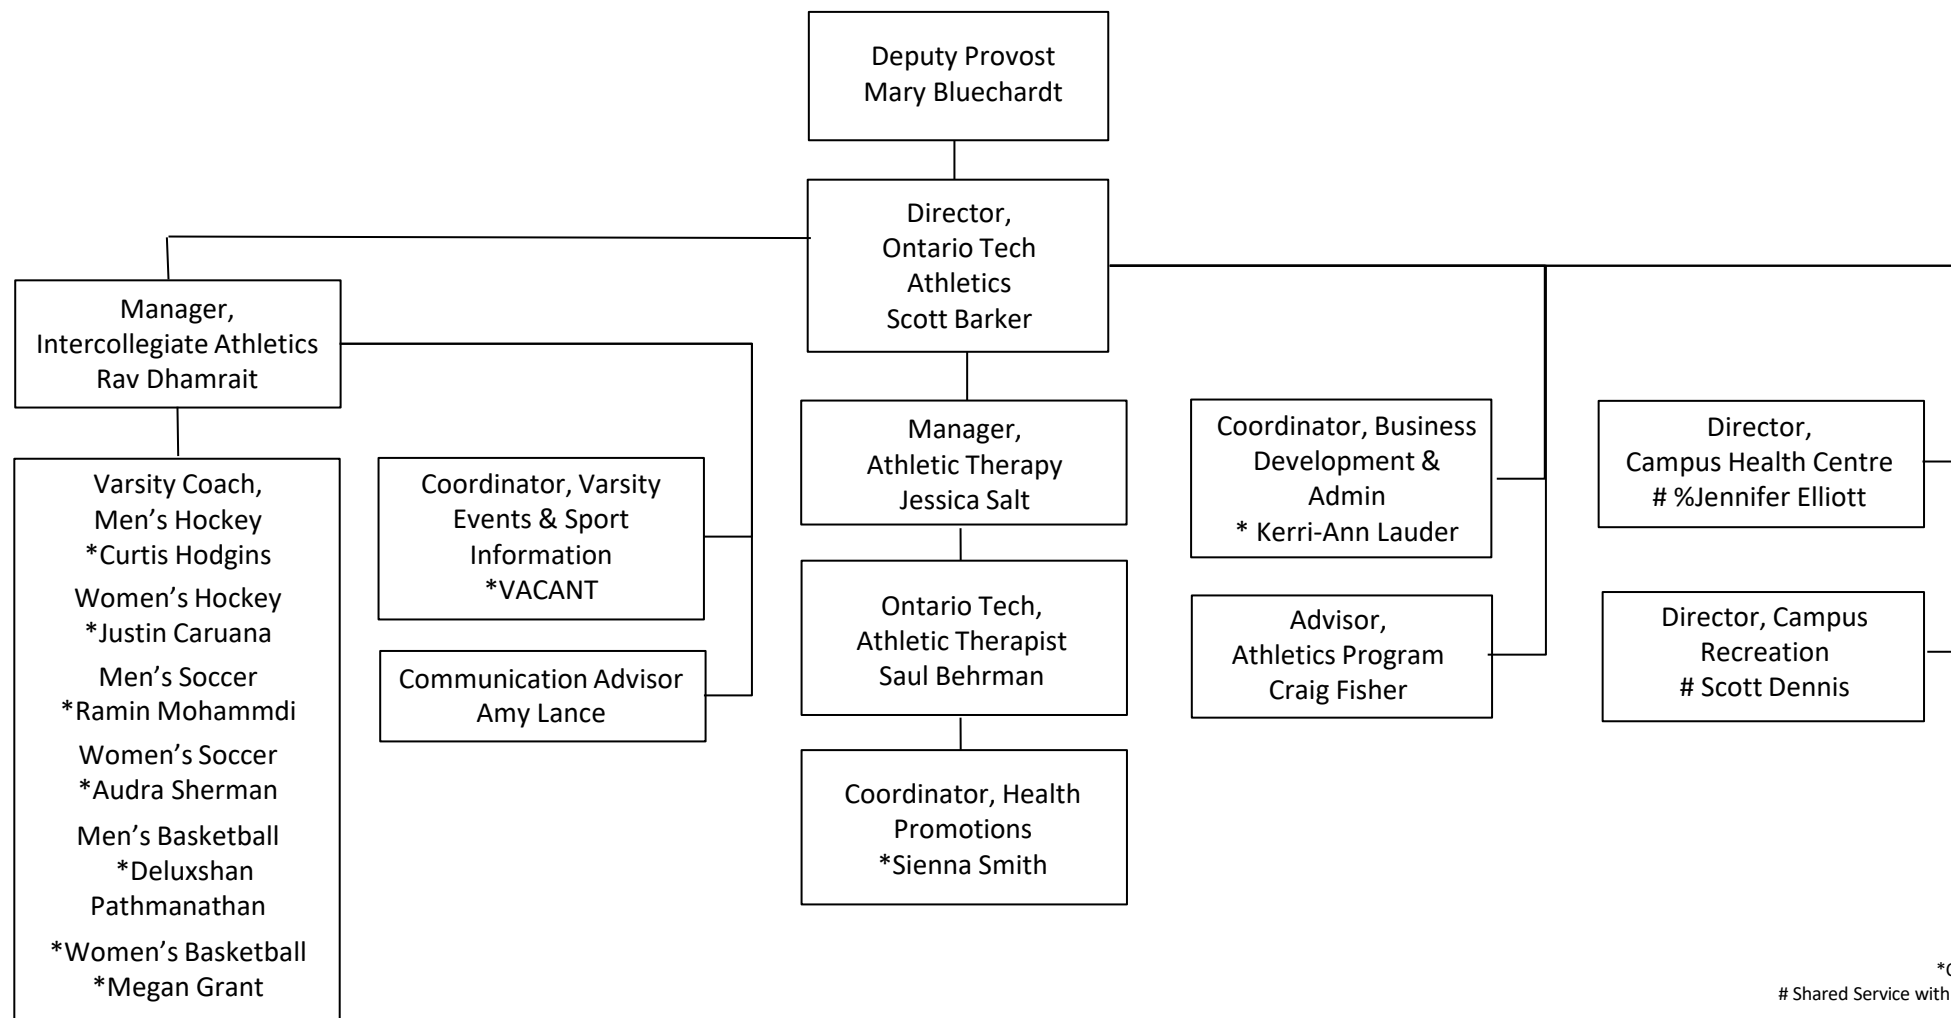 Deputy Provost
Mary Bluechardt
Director,
Ontario Tech
Athletics
Scott Barker
Manager,
Intercollegiate Athletics
Rav Dhamrait
Varsity Coach,
Men’s Hockey
*Curtis Hodgins
Women’s Hockey
*Justin Caruana
Men’s Soccer
*Ramin Mohammdi
Women’s Soccer
*Audra Sherman
Men’s Basketball
*Deluxshan
Pathmanathan
*Women’s Basketball
*Megan Grant
Coordinator, Varsity
Events & Sport
Information
*VACANT
Communication Advisor
Amy Lance
Manager,
Athletic Therapy
Jessica Salt
Ontario Tech,
Athletic Therapist
Saul Behrman
Coordinator, Health
Promotions
*Sienna Smith
Coordinator, Business
Development &
Admin
* Kerri-Ann Lauder
Advisor,
Athletics Program
Craig Fisher
Director,
Campus Health Centre
# %Jennifer Elliott
Director, Campus
Recreation
# Scott Dennis
# Shared Service with